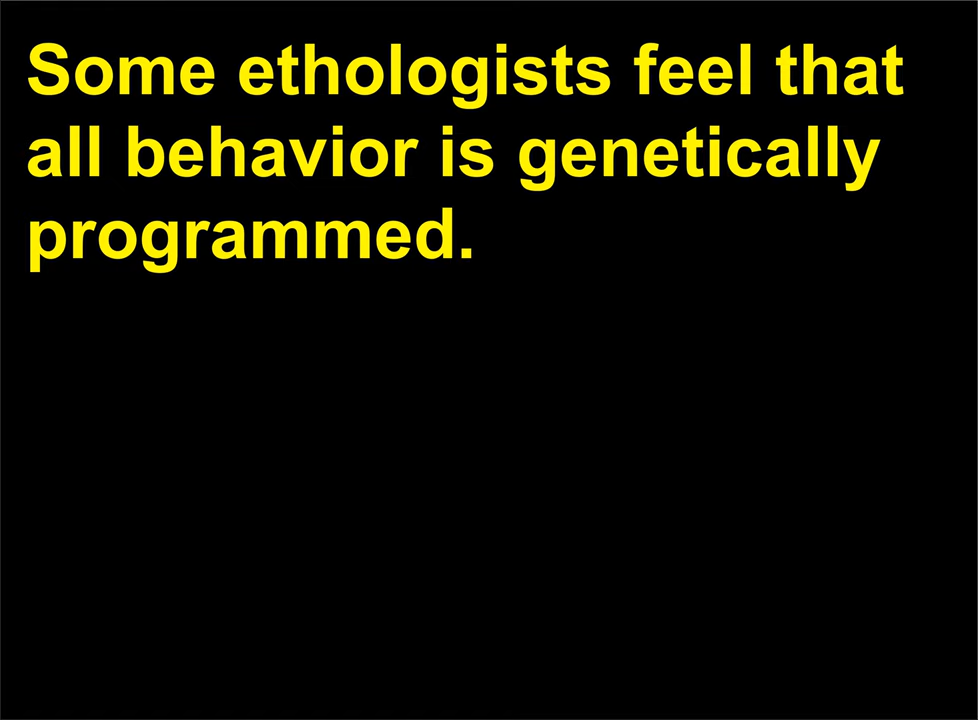 Some ethologists feel that
all behavior is genetically
programmed.